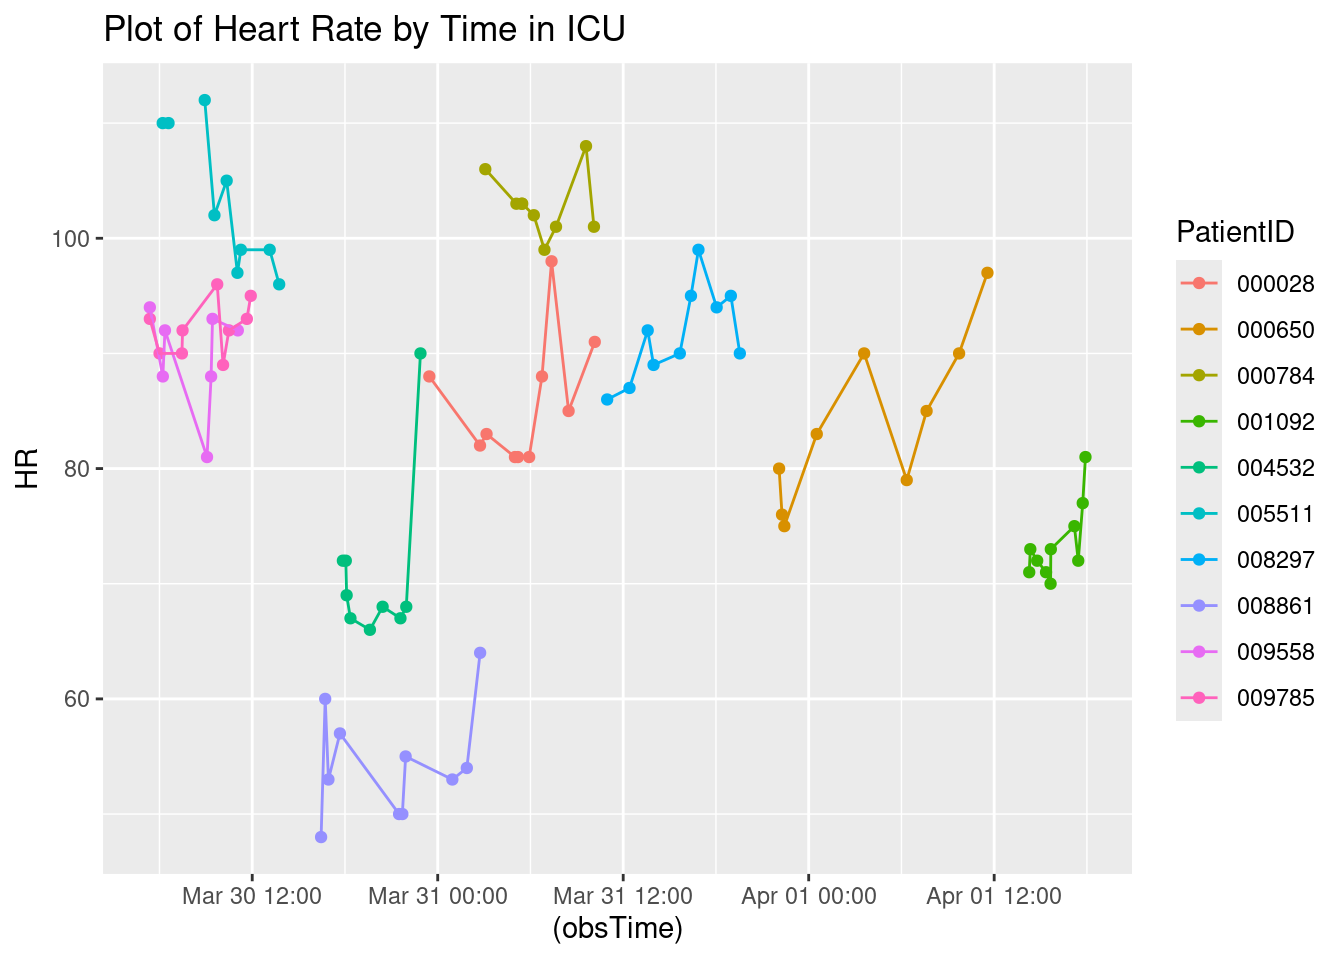 Plot of Heart Rate by Time in ICU
HR
100
80
60
Mar 30 12:00
Mar 31 00:00
Mar 31 12:00
Apr 01 00:00
Apr 01 12:00
(obsTime)
PatientID
000028
000650
000784
001092
004532
005511
008297
008861
009558
009785